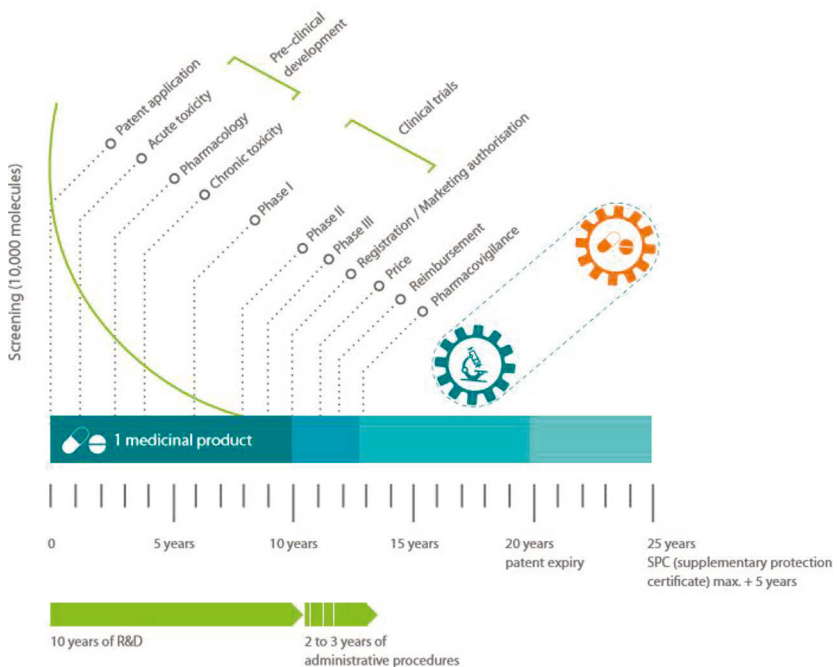 Pre–clinical
development
Clinical trials
Patent application
Acute toxicity
Pharmacology
Chronic toxicity
Phase I
Phase II
Phase III
Registration / Marketing authorisation
Price
Reimbursement
Pharmacovigilance
Screening (10,000 molecules)
1 medicinal product
0
5 years
10 years
15 years
20 years
patent expiry
25 years
SPC (supplementary protection
certificate) max. + 5 years
10 years of R&D
2 to 3 years of
administrative procedures